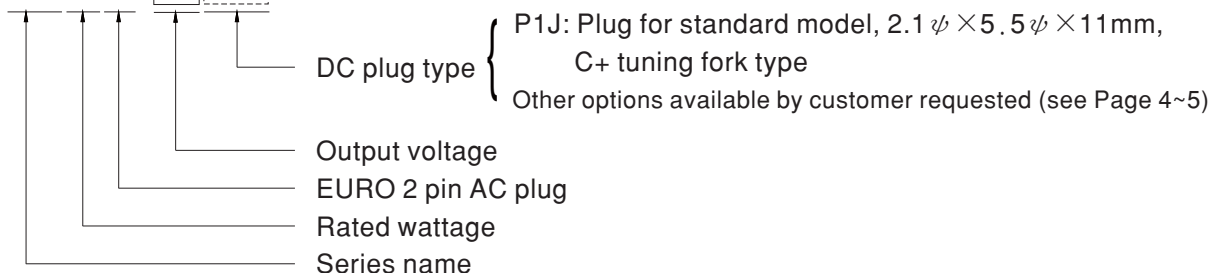 P1J: Plug for standard model, 2.1ψ×5.5ψ×11mm,
C+ tuning fork type
DC plug type
Other options available by customer requested (see Page 4~5)
Output voltage
EURO 2 pin AC plug
Rated wattage
Series name